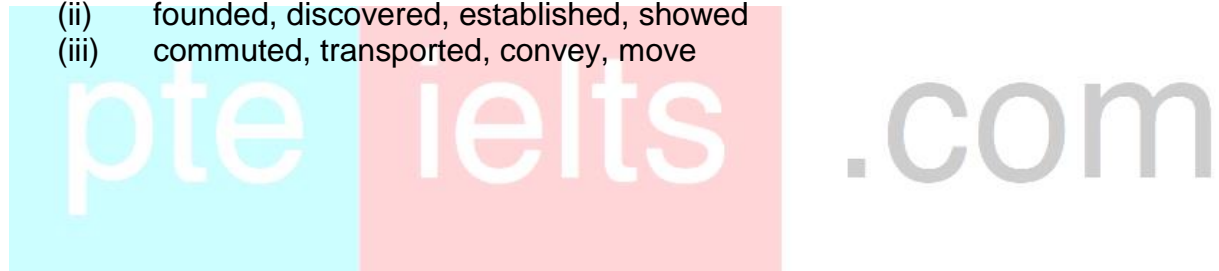 (ii) founded, discovered, established, showed
(iii) commuted, transported, convey, move
pte ielts .com